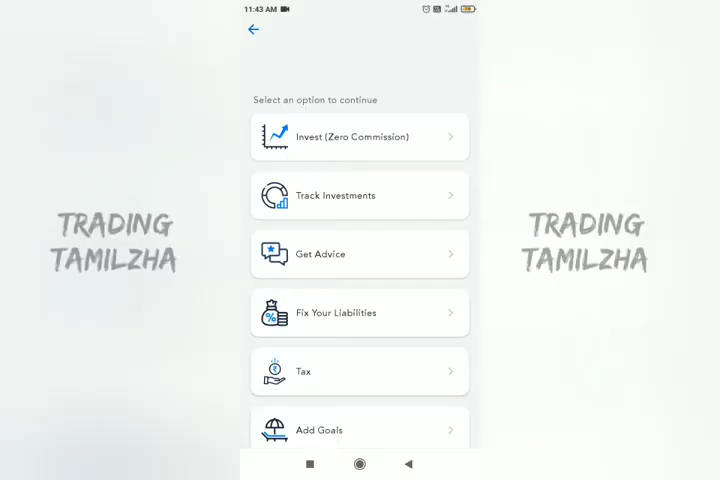 11:43 AM
Select an option to continue
Invest (Zero Commission)
Track Investments
Get Advice
Fix Your Liabilities
Tax
Add Goals
TRADING
TAMILZHA
TRADING
TAMILZHA